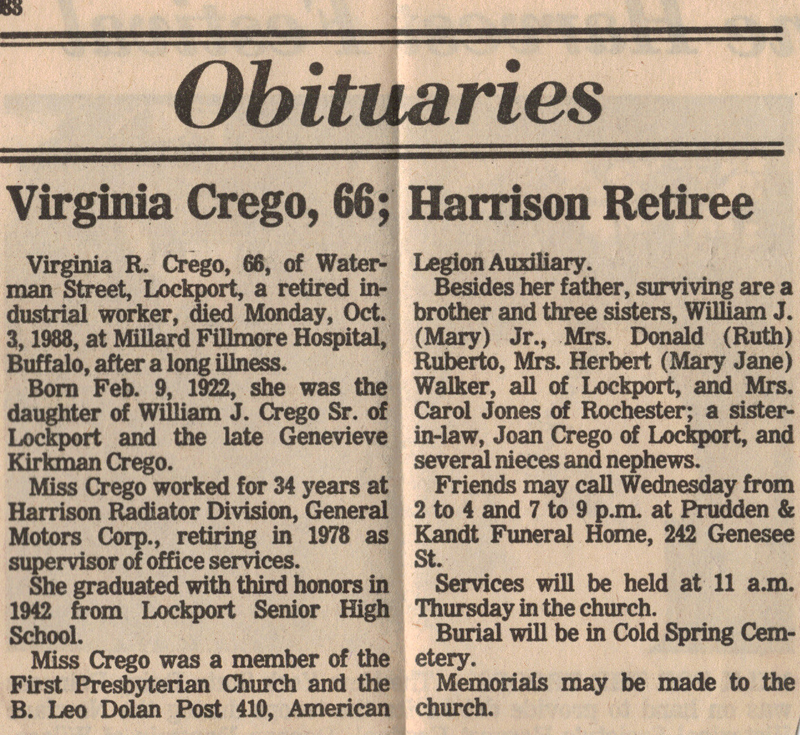 88
Obituaries
Virginia Crego, 66; Harrison Retiree
Virginia R. Crego, 66, of Water-
man Street, Lockport, a retired in-
dustrial worker, died Monday, Oct.
3, 1988, at Millard Fillmore Hospital,
Buffalo, after a long illness.
Born Feb. 9, 1922, she was the
daughter of William J. Crego Sr. of
Lockport and the late Genevieve
Kirkman Crego.
Miss Crego worked for 34 years at
Harrison Radiator Division, General
Motors Corp., retiring in 1978 as
supervisor of office services.
She graduated with third honors in
1942 from Lockport Senior High
School.
Miss Crego was a member of the
First Presbyterian Church and the
B. Leo Dolan Post 410, American
Legion Auxiliary.
Besides her father, surviving are a
brother and three sisters, William J.
(Mary) Jr., Mrs. Donald (Ruth)
Ruberto, Mrs. Herbert (Mary Jane)
Walker, all of Lockport, and Mrs.
Carol Jones of Rochester; a sister-
in-law, Joan Crego of Lockport, and
several nieces and nephews.
Friends may call Wednesday from
2 to 4 and 7 to 9 p.m. at Prudden &
Kandt Funeral Home, 242 Genesee
St.
Services will be held at 11 a.m.
Thursday in the church.
Burial will be in Cold Spring Cem-
etery.
Memorials may be made to the
church.